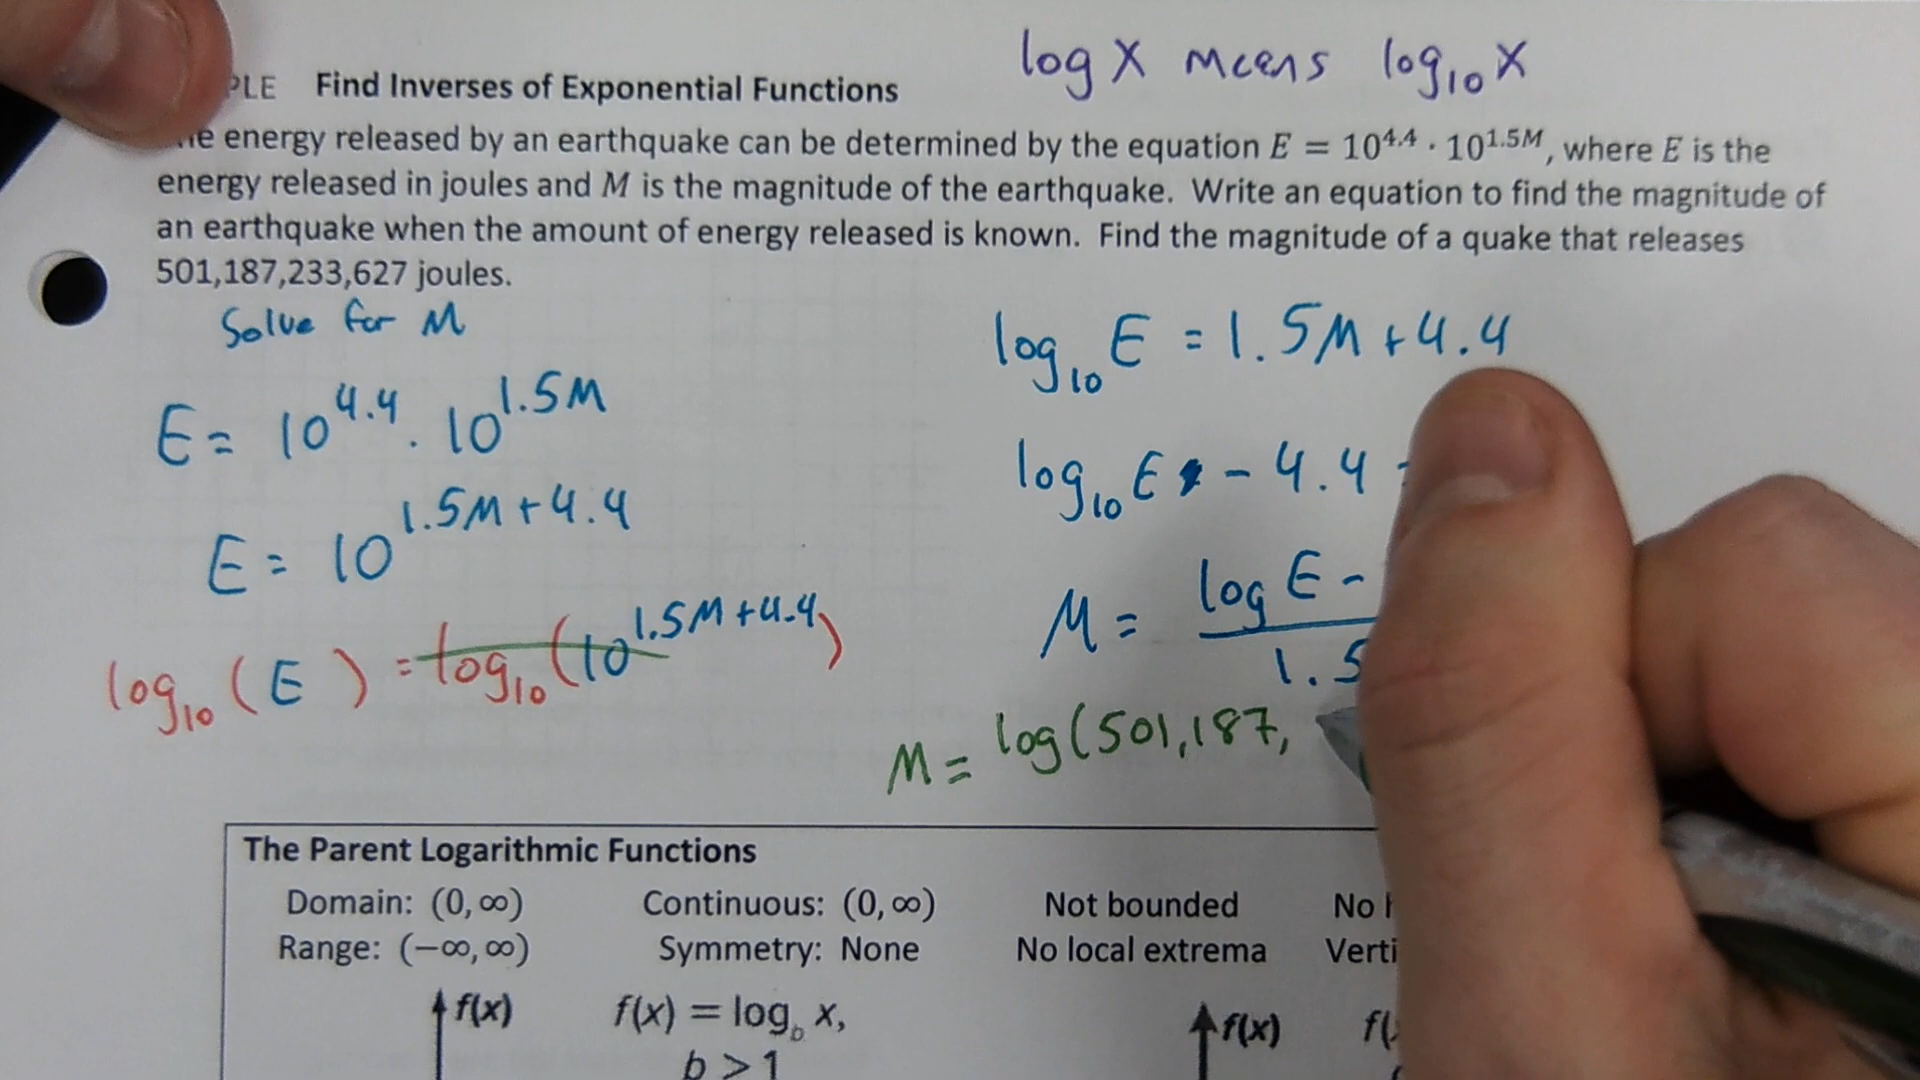 log X means log₁₀ X
PLE Find Inverses of Exponential Functions
energy released by an earthquake can be determined by the equation E = 10^4.4 · 10^1.5M, where E is the
energy released in joules and M is the magnitude of the earthquake. Write an equation to find the magnitude of
an earthquake when the amount of energy released is known. Find the magnitude of a quake that releases
501,187,233,627 joules.
Solve for M
E = 10^4.4 · 10^1.5M
E = 10^1.5M+4.4
log₁₀ (E) = log₁₀ (10^1.5M+4.4)
log₁₀ E = 1.5M + 4.4
log₁₀ E - 4.4
M = log E -
1.5
M = log(501,187,
The Parent Logarithmic Functions
Domain: (0, ∞) Continuous: (0, ∞) Not bounded No
Range: (−∞, ∞) Symmetry: None No local extrema Verti
f(x) f(x) = log_b x, f(x)
b > 1